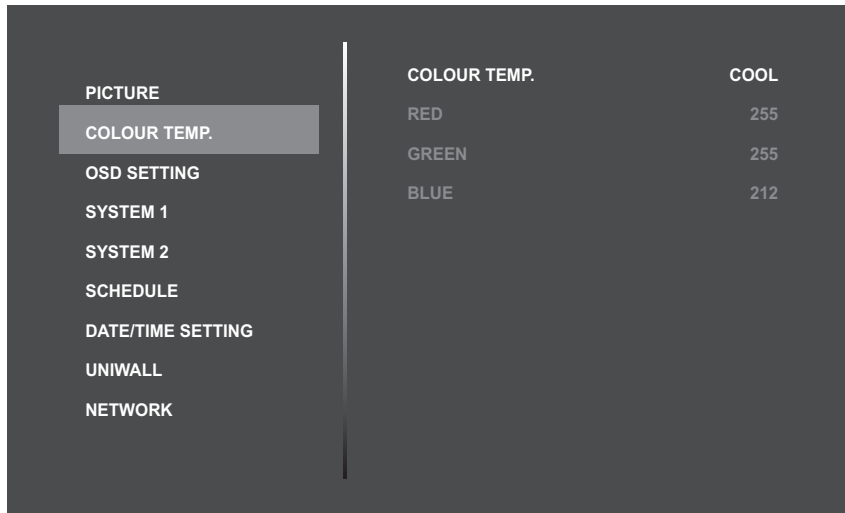 PICTURE
COLOUR TEMP.
OSD SETTING
SYSTEM 1
SYSTEM 2
SCHEDULE
DATE/TIME SETTING
UNIWALL
NETWORK
COLOUR TEMP. COOL
RED 255
GREEN 255
BLUE 212